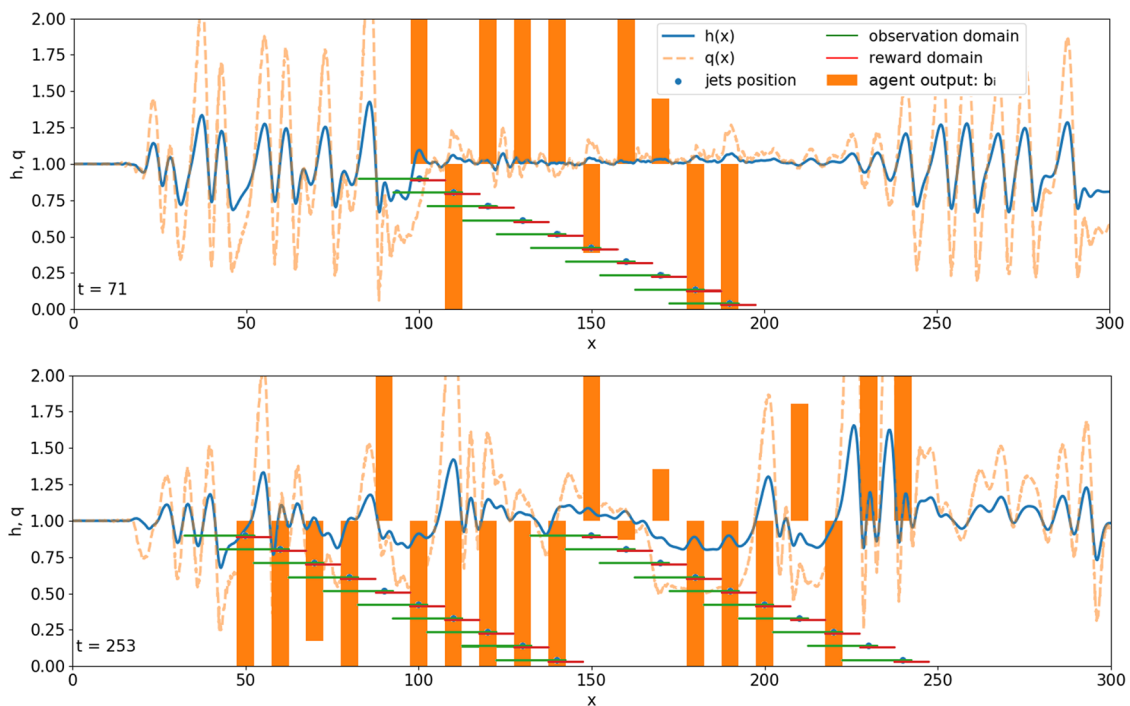 2.00
1.75
1.50
1.25
1.00
0.75
0.50
0.25
0.00
h, q
h(x)
q(x)
jets position
observation domain
reward domain
agent output: bᵢ
t = 71
0 50 100 150 200 250 300
x
2.00
1.75
1.50
1.25
1.00
0.75
0.50
0.25
0.00
h, q
t = 253
0 50 100 150 200 250 300
x